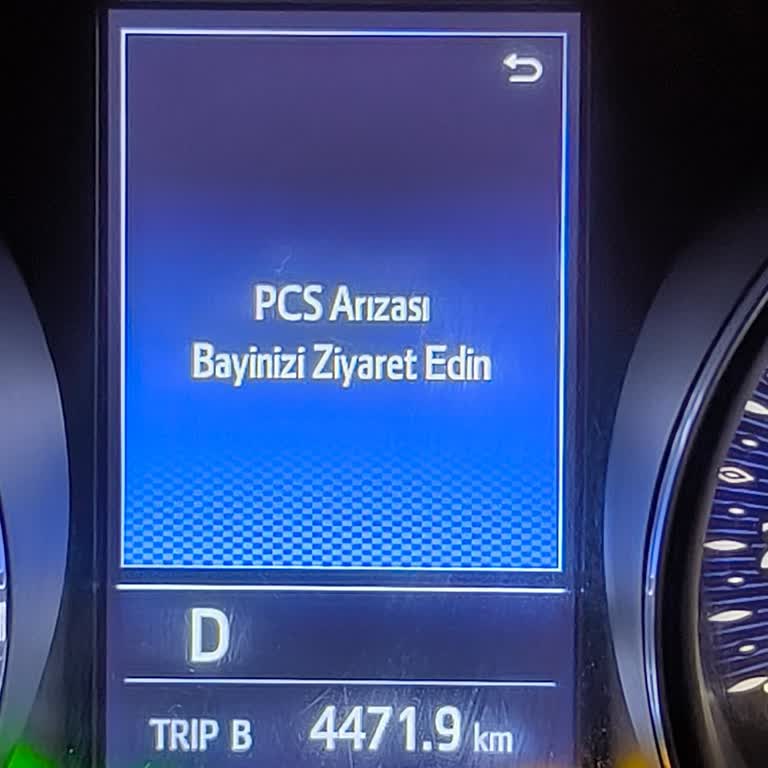 PCS Arızası
Bayinizi Ziyaret Edin
D
TRIP B 4471.9 km